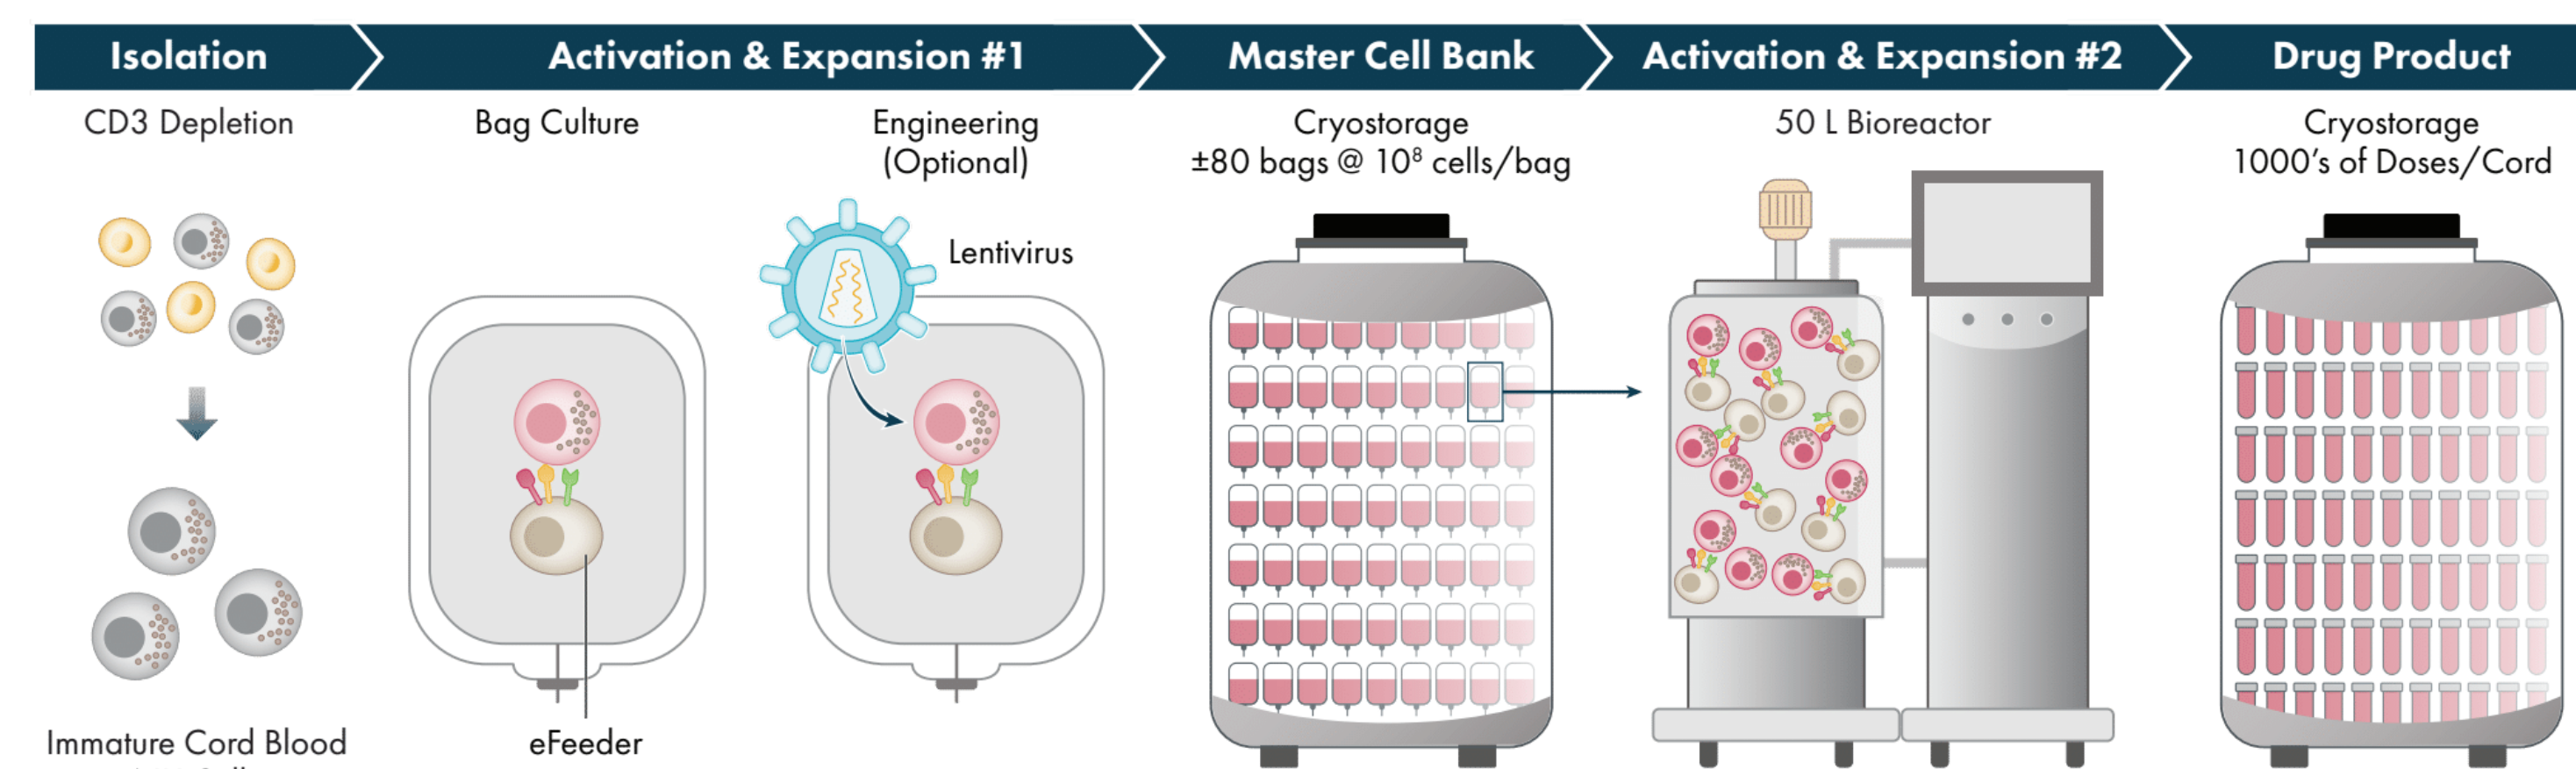 Isolation
Activation & Expansion #1
Master Cell Bank
Activation & Expansion #2
Drug Product
CD3 Depletion
Bag Culture
Engineering
(Optional)
Lentivirus
Cryostorage
±80 bags @ 10⁸ cells/bag
50 L Bioreactor
Cryostorage
1000’s of Doses/Cord
Immature Cord Blood
eFeeder